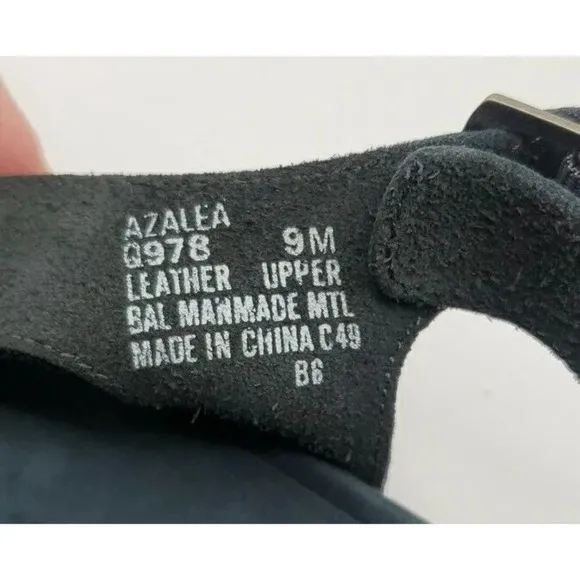 AZALEA
Q978 9M
LEATHER UPPER
BAL MANMADE MTL
MADE IN CHINA C49
B6